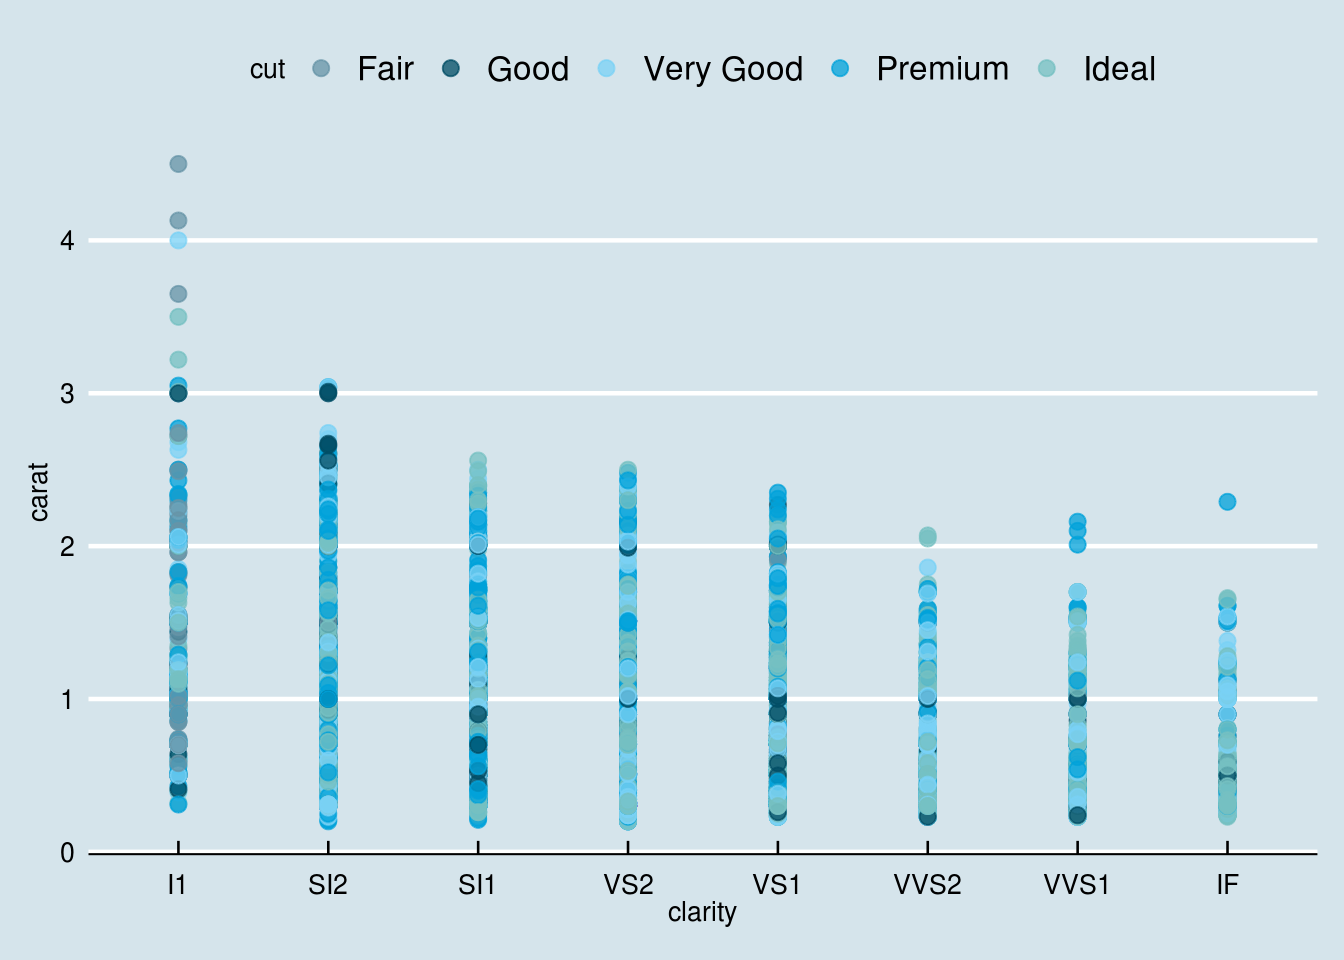 cut Fair Good Very Good Premium Ideal
4
3
2
1
0
carat
I1 SI2 SI1 VS2 VS1 VVS2 VVS1 IF
clarity